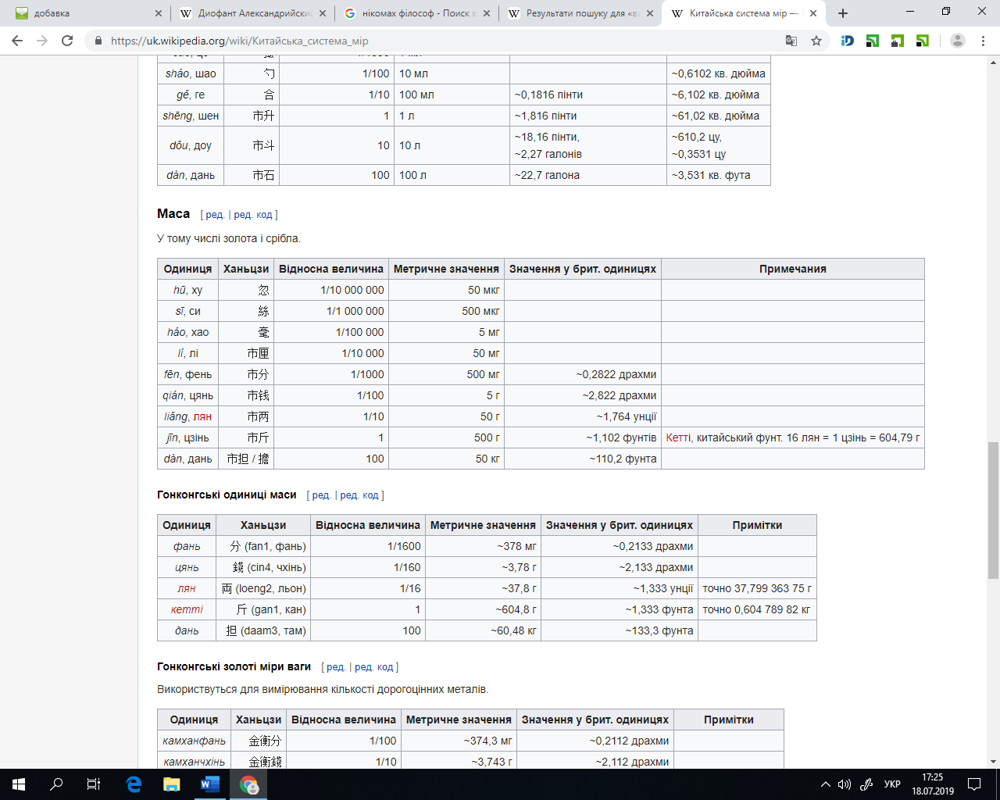 добавка
Диофант Александрийски
нікомах філософ - Поиск в
Результати пошуку для «ва
Китайська система мір —
https://uk.wikipedia.org/wiki/Китайська_система_мір
sháo, шао 勺 1/100 10 мл ~0,6102 кв. дюйма
gě, ге 合 1/10 100 мл ~0,1816 пінти ~6,102 кв. дюйма
shēng, шен 市升 1 1 л ~1,816 пінти ~61,02 кв. дюйма
dǒu, доу 市斗 10 10 л ~18,16 пінти, ~2,27 галонів ~610,2 цу, ~0,3531 цу
dàn, дань 市石 100 100 л ~22,7 галона ~3,531 кв. фута
Маса [ ред. | ред. код ]
У тому числі золота і срібла.
Одиниця Ханьцзи Відносна величина Метричне значення Значення у брит. одиницях Примечания
hū, ху 忽 1/10 000 000 50 мкг
sī, си 絲 1/1 000 000 500 мкг
háo, хао 毫 1/100 000 5 мг
lí, лі 市厘 1/10 000 50 мг
fēn, фень 市分 1/1000 500 мг ~0,2822 драхми
qián, цянь 市钱 1/100 5 г ~2,822 драхми
liǎng, лян 市两 1/10 50 г ~1,764 унції
jīn, цзінь 市斤 1 500 г ~1,102 фунтів Кетті, китайський фунт. 16 лян = 1 цзінь = 604,79 г
dàn, дань 市担 / 擔 100 50 кг ~110,2 фунта
Гонконгські одиниці маси [ ред. | ред. код ]
Одиниця Ханьцзи Відносна величина Метричне значення Значення у брит. одиницях Примітки
фань 分 (fan1, фань) 1/1600 ~378 мг ~0,2133 драхми
цянь 錢 (cin4, чхінь) 1/160 ~3,78 г ~2,133 драхми
лян 両 (loeng2, льон) 1/16 ~37,8 г ~1,333 унції точно 37,799 363 75 г
кетті 斤 (gan1, кан) 1 ~604,8 г ~1,333 фунта точно 0,604 789 82 кг
дань 担 (daam3, там) 100 ~60,48 кг ~133,3 фунта
Гонконгські золоті міри ваги [ ред. | ред. код ]
Використвуться для вимірювання кількості дорогоцінних металів.
Одиниця Ханьцзи Відносна величина Метричне значення Значення у брит. одиницях Примітки
камханфань 金衡分 1/100 ~374,3 мг ~0,2112 драхми
камханчхінь 金衡錢 1/10 ~3,743 г ~2,112 драхми
УКР
17:25
18.07.2019